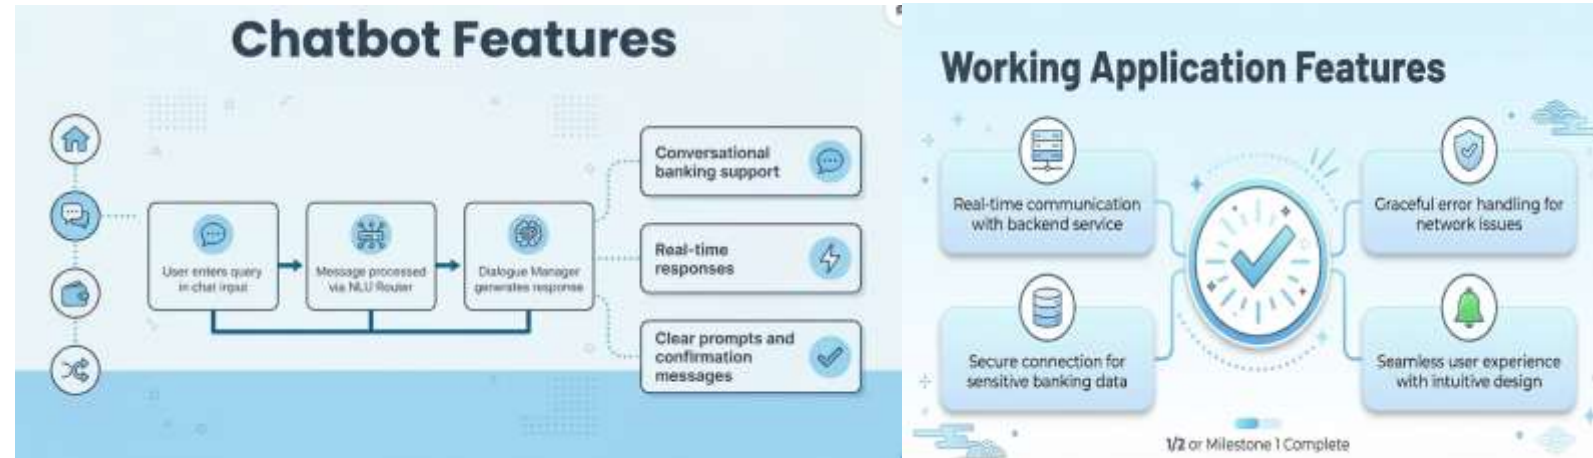 Chatbot Features
User enters query
in chat input
Message processed
via NLU Router
Dialogue Manager
generates response
Conversational
banking support
Real-time
responses
Clear prompts and
confirmation
messages
Working Application Features
Real-time communication
with backend service
Graceful error handling for
network issues
Secure connection for
sensitive banking data
Seamless user experience
with intuitive design
1/2 or Milestone 1 Complete